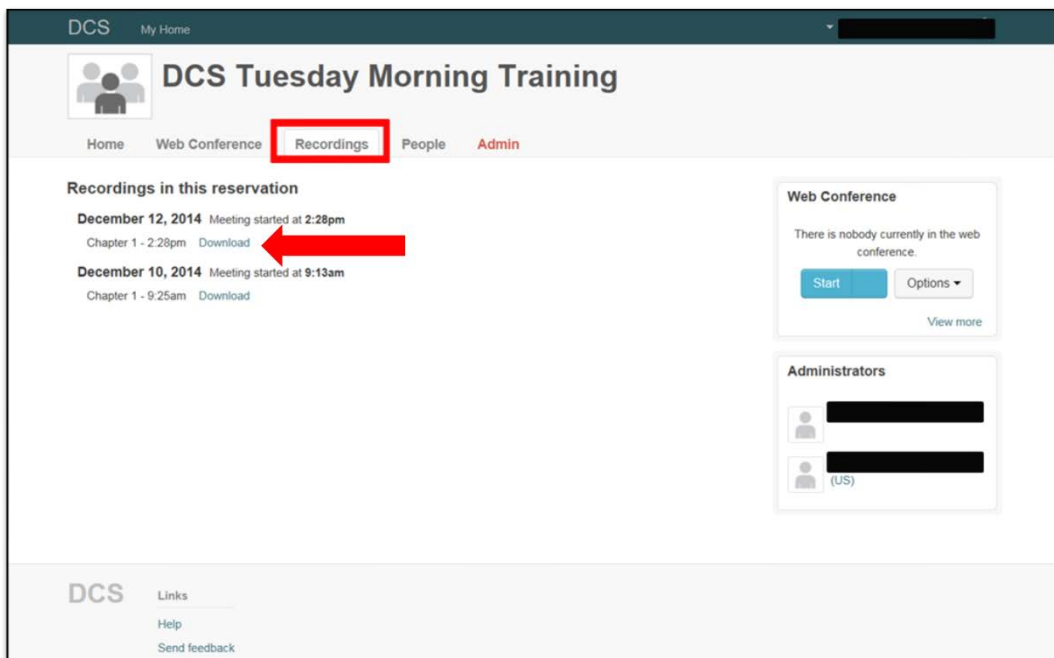 DCS My Home
DCS Tuesday Morning Training
Home Web Conference Recordings People Admin
Recordings in this reservation
December 12, 2014 Meeting started at 2:28pm
Chapter 1 - 2:28pm Download
December 10, 2014 Meeting started at 9:13am
Chapter 1 - 9:25am Download
Web Conference
There is nobody currently in the web
conference.
Start Options
View more
Administrators
(US)
DCS Links
Help
Send feedback